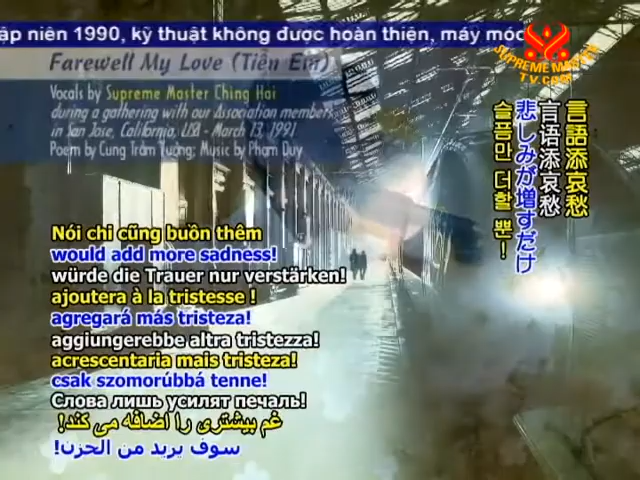 ập niên 1990, kỹ thuật không được hoàn thiện, máy móc
SUPREME MASTER
TV.COM
Farewell My Love (Tiễn Em)
Vocals by Supreme Master Ching Hai
during a gathering with our Association members
in San Jose, California, USA - March 13, 1991
Poem by Cung Trầm Tưởng; Music by Phạm Duy
言語添哀愁
言语添哀愁
悲しみが増すだけ
슬픔만 더할 뿐!
Nói chi cũng buồn thêm
would add more sadness!
würde die Trauer nur verstärken!
ajoutera à la tristesse !
agregará más tristeza!
aggiungerebbe altra tristezza!
acrescentaria mais tristeza!
csak szomorúbbá tenne!
Слова лишь усилят печаль!
غم بیشتری را اضافه می کند!
سوف يزيد من الحزن!